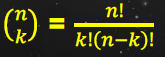 (n k) = n! / k!(n−k)!